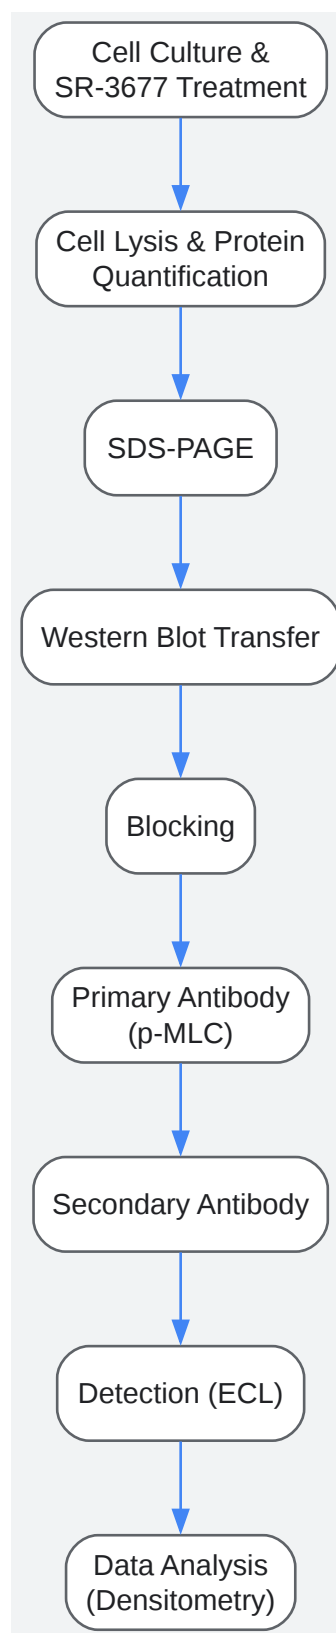 Cell Culture &
SR-3677 Treatment
Cell Lysis & Protein
Quantification
SDS-PAGE
Western Blot Transfer
Blocking
Primary Antibody
(p-MLC)
Secondary Antibody
Detection (ECL)
Data Analysis
(Densitometry)